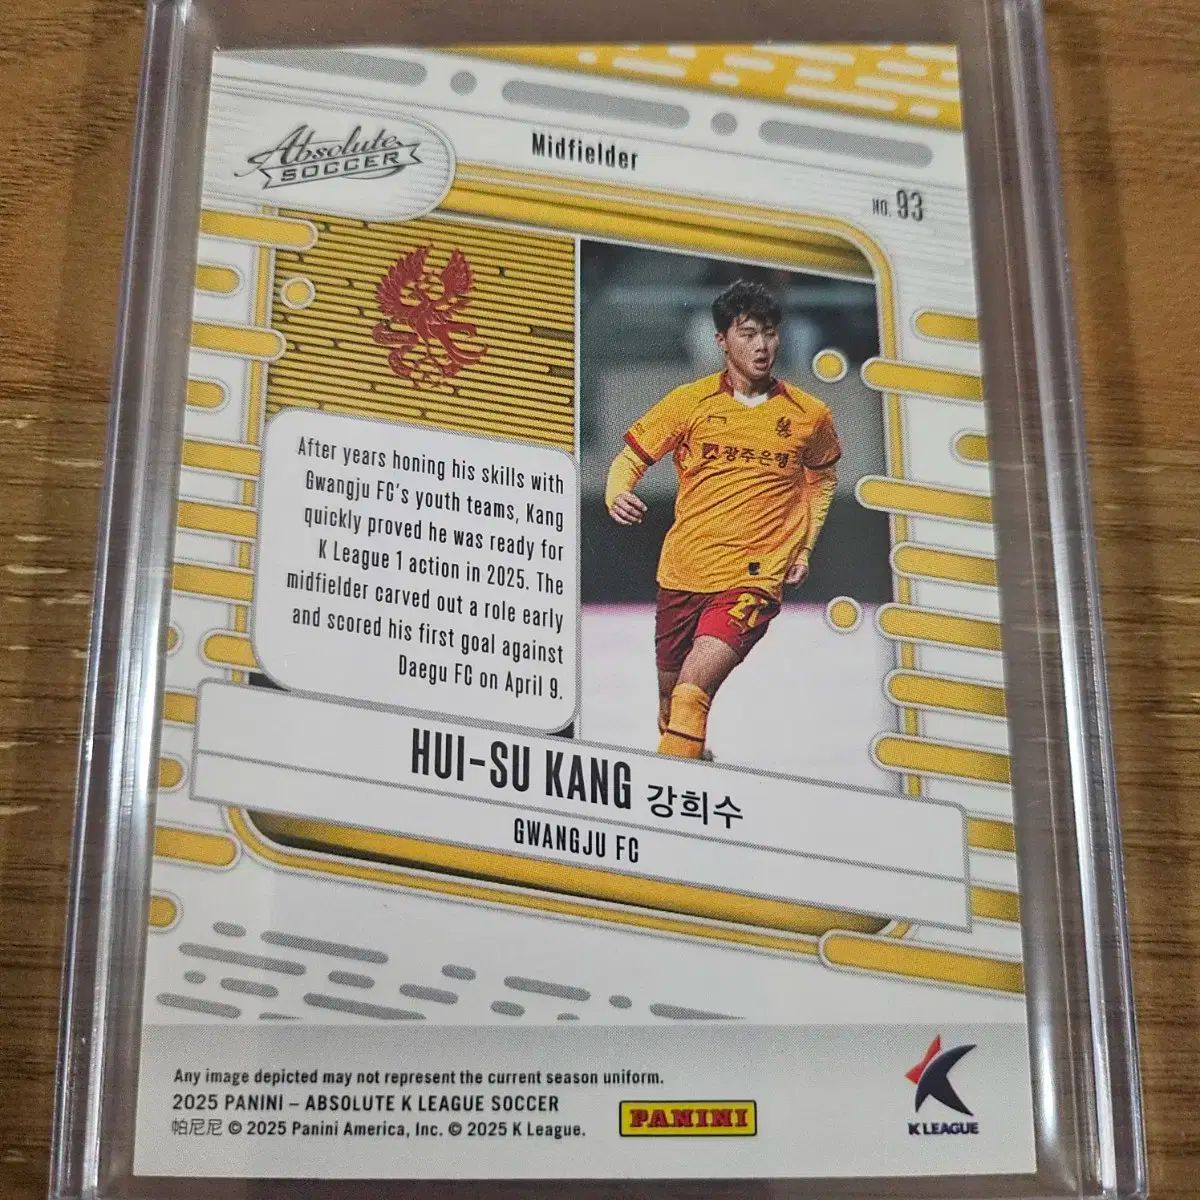 Absolute
SOCCER
Midfielder
NO. 93
After years honing his skills with
Gwangju FC's youth teams, Kang
quickly proved he was ready for
K League 1 action in 2025. The
midfielder carved out a role early
and scored his first goal against
Daegu FC on April 9.
광주은행
27
HUI-SU KANG 강희수
GWANGJU FC
Any image depicted may not represent the current season uniform.
2025 PANINI – ABSOLUTE K LEAGUE SOCCER
帕尼尼 © 2025 Panini America, Inc. © 2025 K League.
PANINI
K LEAGUE